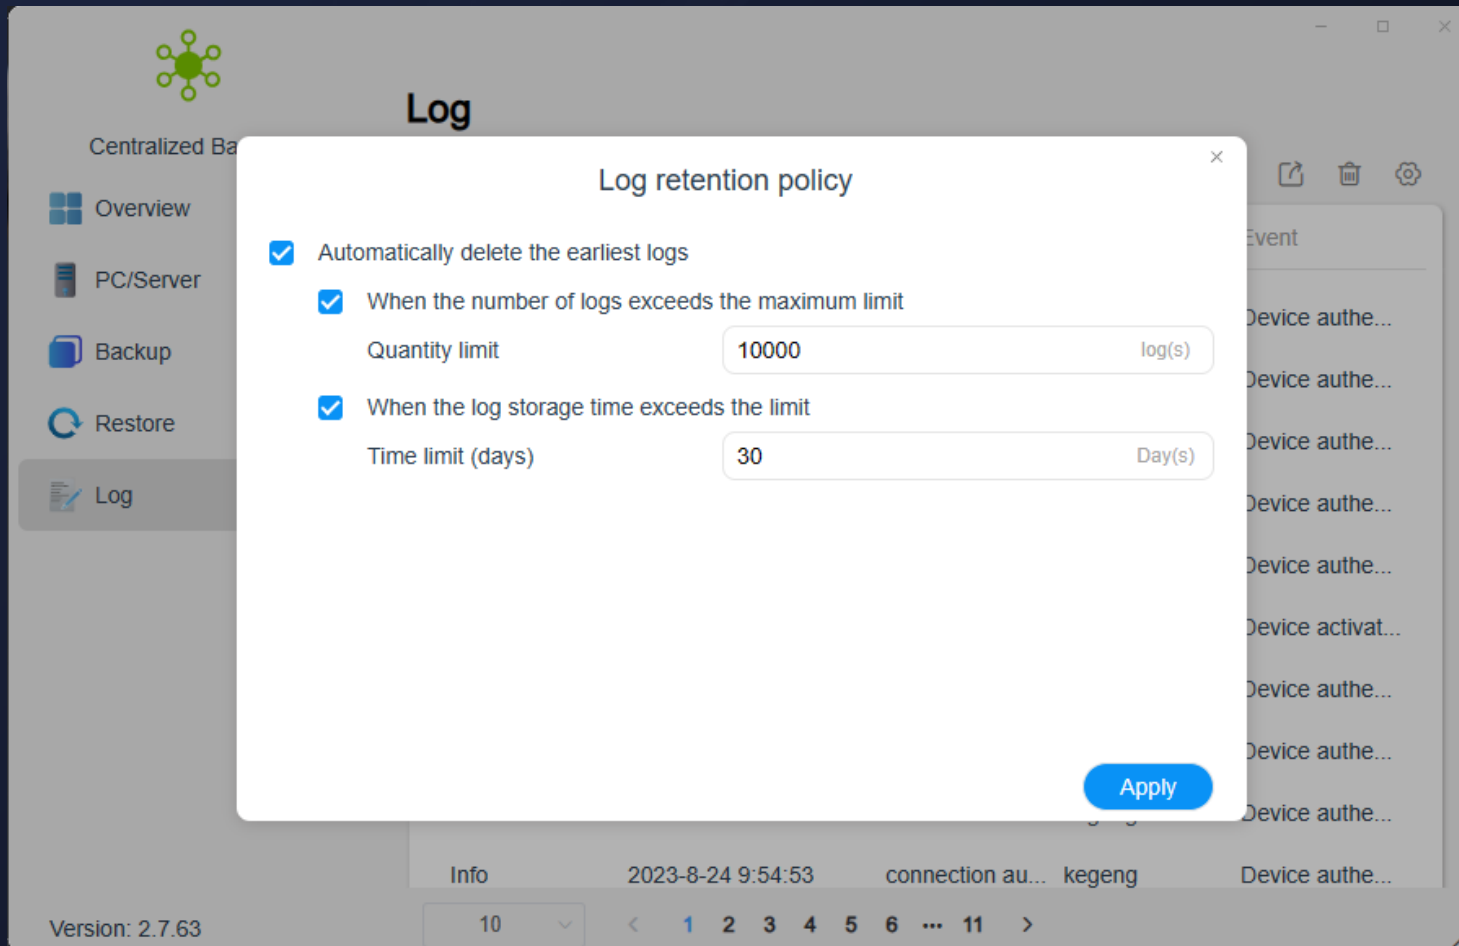 Log
Centralized Ba
Overview
PC/Server
Backup
Restore
Log
Log retention policy
Automatically delete the earliest logs
When the number of logs exceeds the maximum limit
Quantity limit 10000 log(s)
When the log storage time exceeds the limit
Time limit (days) 30 Day(s)
Apply
Event
Device authe...
Device authe...
Device authe...
Device authe...
Device authe...
Device activat...
Device authe...
Device authe...
Device authe...
Info 2023-8-24 9:54:53 connection au... kegeng Device authe...
Version: 2.7.63
10 < 1 2 3 4 5 6 ••• 11 >